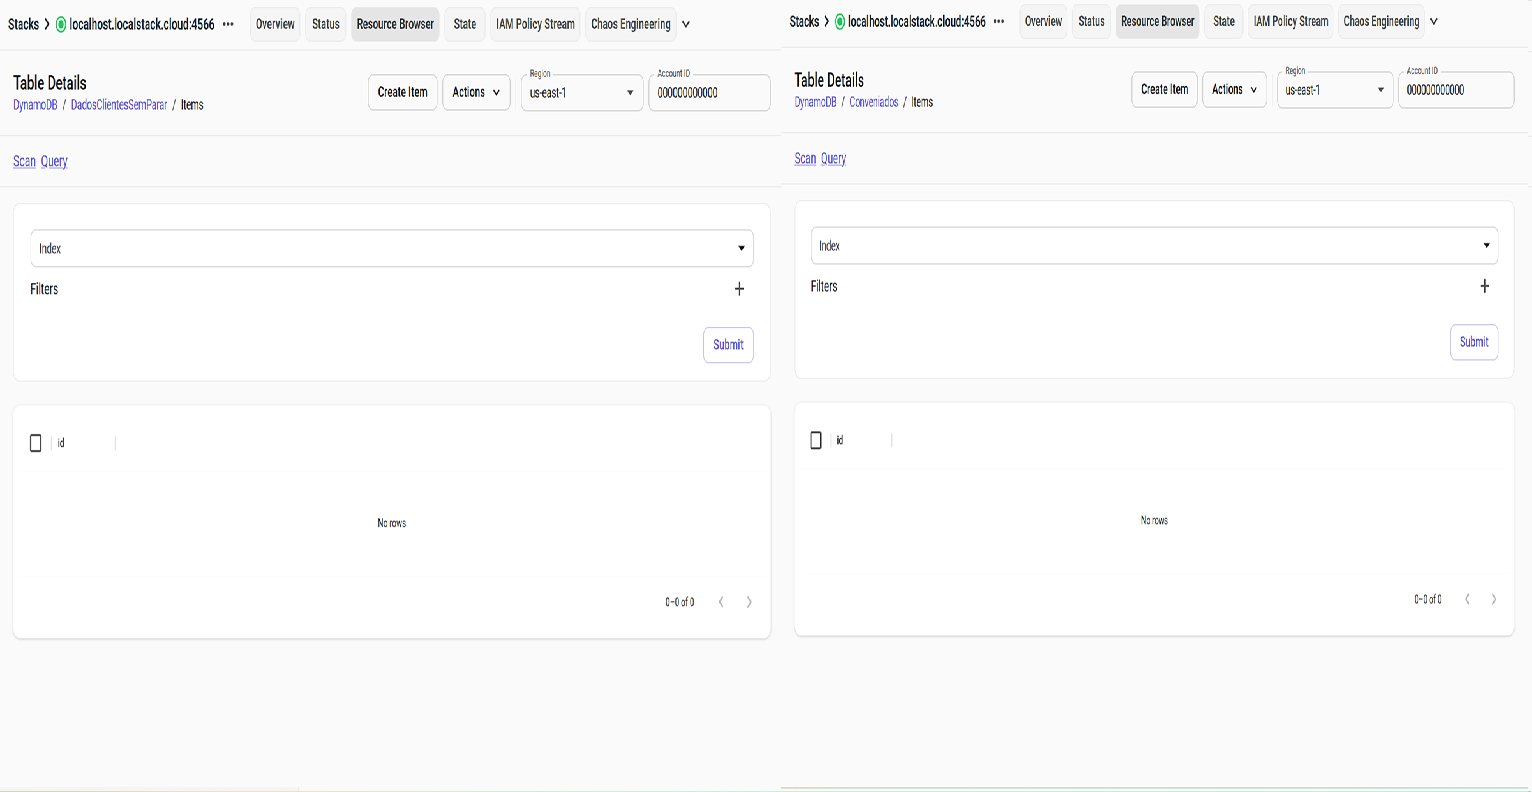 Stacks > localhost.localstack.cloud:4566 ••• Overview Status Resource Browser State IAM Policy Stream Chaos Engineering
Table Details
DynamoDB / DadosClientesSemParar / Items
Create Item Actions
Region
us-east-1
Account ID
000000000000
Scan Query
Index
Filters +
Submit
id
No rows
0–0 of 0
Stacks > localhost.localstack.cloud:4566 ••• Overview Status Resource Browser State IAM Policy Stream Chaos Engineering
Table Details
DynamoDB / Conveniados / Items
Create Item Actions
Region
us-east-1
Account ID
000000000000
Scan Query
Index
Filters +
Submit
id
No rows
0–0 of 0